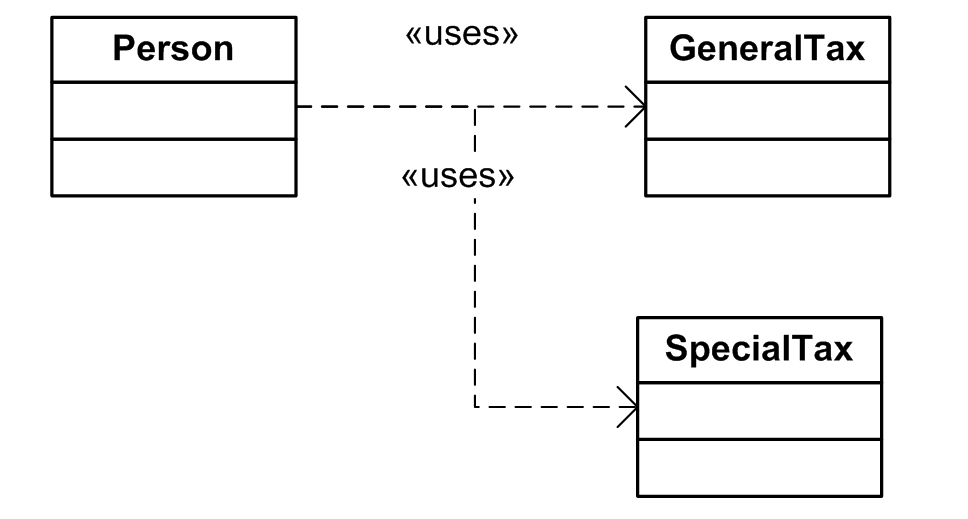 Person
«uses»
GeneralTax
«uses»
SpecialTax